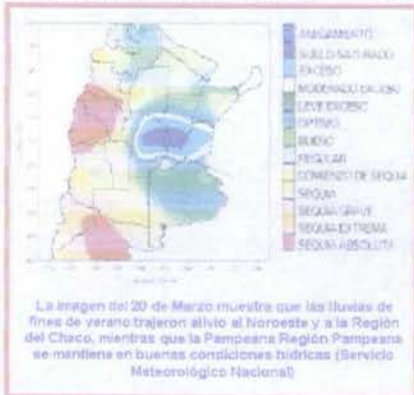 ANEGAMIENTO
SUELO SATURADO
EXCESO
MODERADO EXCESO
LEVE EXCESO
OPTIMO
BUENO
REGULAR
COMIENZO DE SEQUIA
SEQUIA
SEQUIA GRAVE
SEQUIA EXTREMA
SEQUIA ABSOLUTA
La imagen del 20 de Marzo muestra que las lluvias de
fines de verano trajeron alivio al Noroeste y a la Región
del Chaco, mientras que la Pampeana Región Pampeana
se mantiene en buenas condiciones hídricas (Servicio
Meteorológico Nacional)